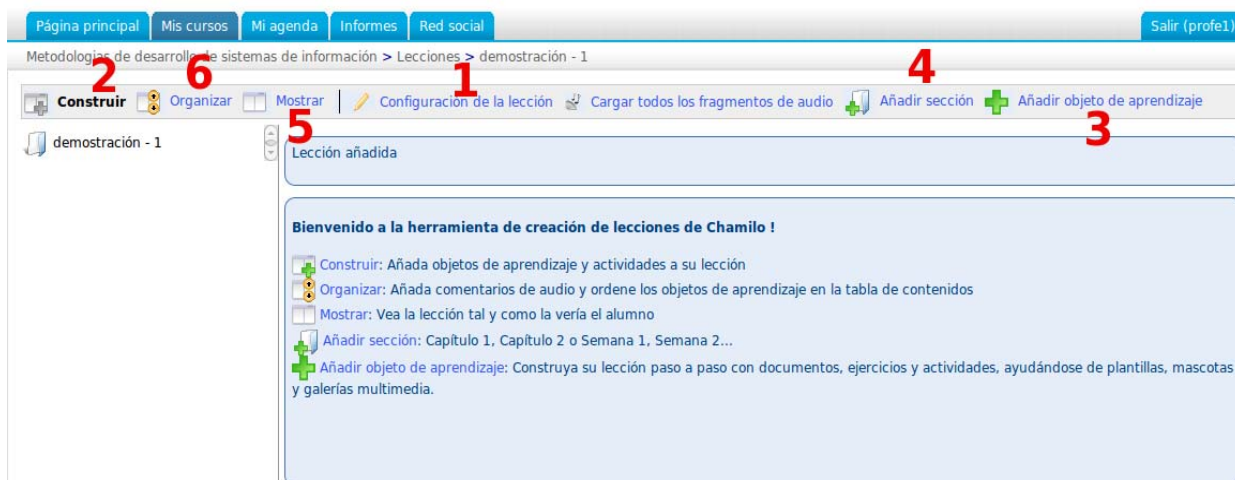 Página principal Mis cursos Mi agenda Informes Red social Salir (profe1)
Metodologias de desarrollo de sistemas de información > Lecciones > demostración - 1
2 6 1 4
Construir Organizar Mostrar Configuración de la lección Cargar todos los fragmentos de audio Añadir sección Añadir objeto de aprendizaje
5 3
demostración - 1
Lección añadida
Bienvenido a la herramienta de creación de lecciones de Chamilo !
Construir: Añada objetos de aprendizaje y actividades a su lección
Organizar: Añada comentarios de audio y ordene los objetos de aprendizaje en la tabla de contenidos
Mostrar: Vea la lección tal y como la vería el alumno
Añadir sección: Capítulo 1, Capítulo 2 o Semana 1, Semana 2...
Añadir objeto de aprendizaje: Construya su lección paso a paso con documentos, ejercicios y actividades, ayudándose de plantillas, mascotas
y galerías multimedia.